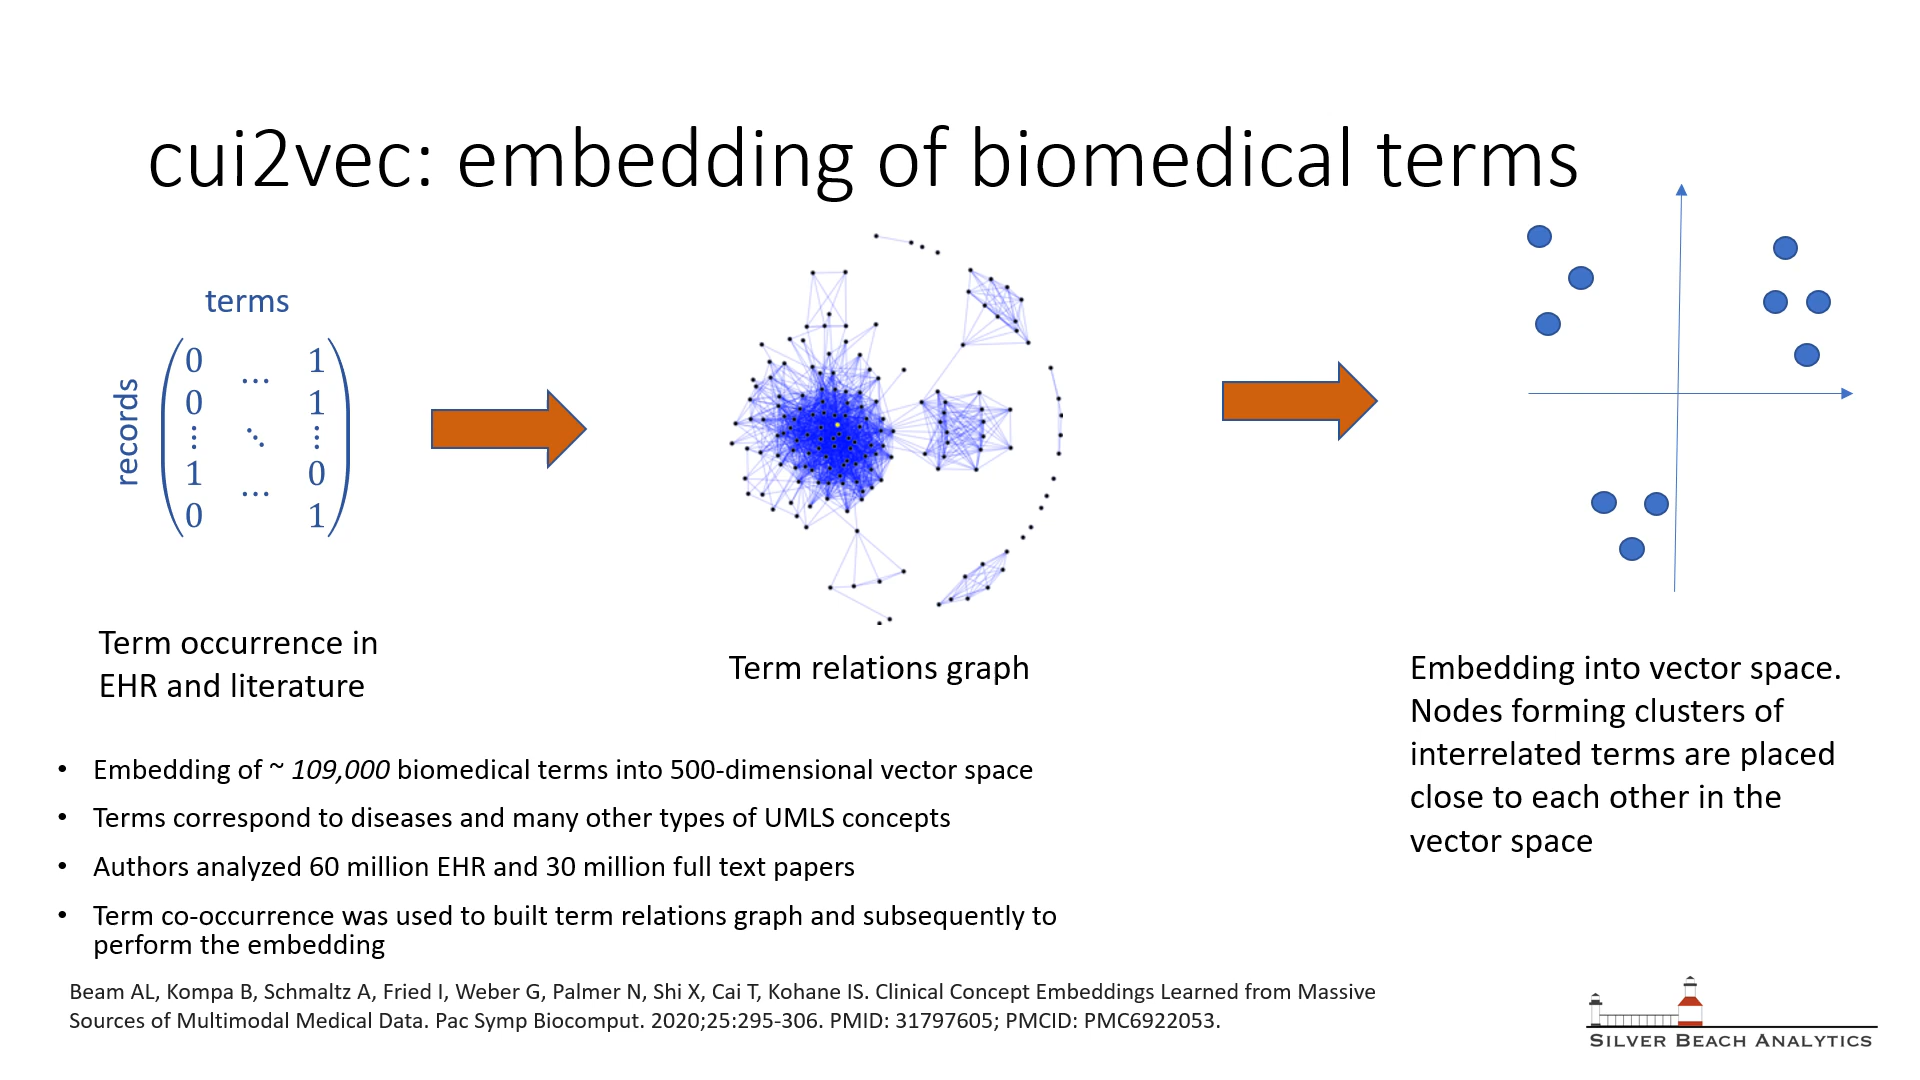 cui2vec: embedding of biomedical terms
terms
records
0 ... 1
0 1
⋮ ⋱ ⋮
1 ... 0
0 1
Term occurrence in
EHR and literature
Term relations graph
Embedding into vector space.
Nodes forming clusters of
interrelated terms are placed
close to each other in the
vector space
• Embedding of ~ 109,000 biomedical terms into 500-dimensional vector space
• Terms correspond to diseases and many other types of UMLS concepts
• Authors analyzed 60 million EHR and 30 million full text papers
• Term co-occurrence was used to built term relations graph and subsequently to
perform the embedding
Beam AL, Kompa B, Schmaltz A, Fried I, Weber G, Palmer N, Shi X, Cai T, Kohane IS. Clinical Concept Embeddings Learned from Massive
Sources of Multimodal Medical Data. Pac Symp Biocomput. 2020;25:295-306. PMID: 31797605; PMCID: PMC6922053.
SILVER BEACH ANALYTICS